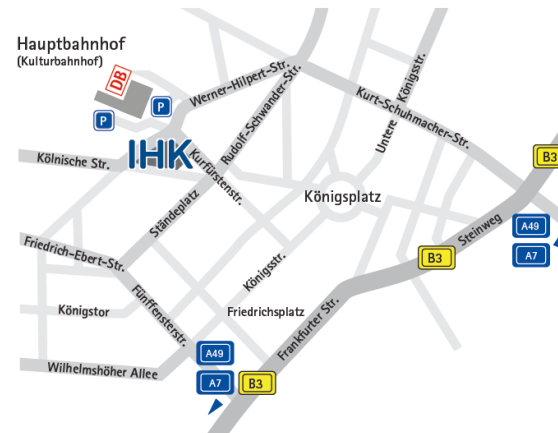 Hauptbahnhof
(Kulturbahnhof)
DB
P
P
Werner-Hilpert-Str.
Rudolf-Schwander-Str.
Kurt-Schuhmacher-Str.
Untere Königsstr.
B3
Kölnische Str.
IHK
Kurfürstenstr.
Königsplatz
Ständeplatz
Steinweg
A49
A7
B3
Friedrich-Ebert-Str.
Königsstr.
Königstor
Fünffensterstr.
Friedrichsplatz
Frankfurter Str.
A49
A7
B3
Wilhelmshöher Allee